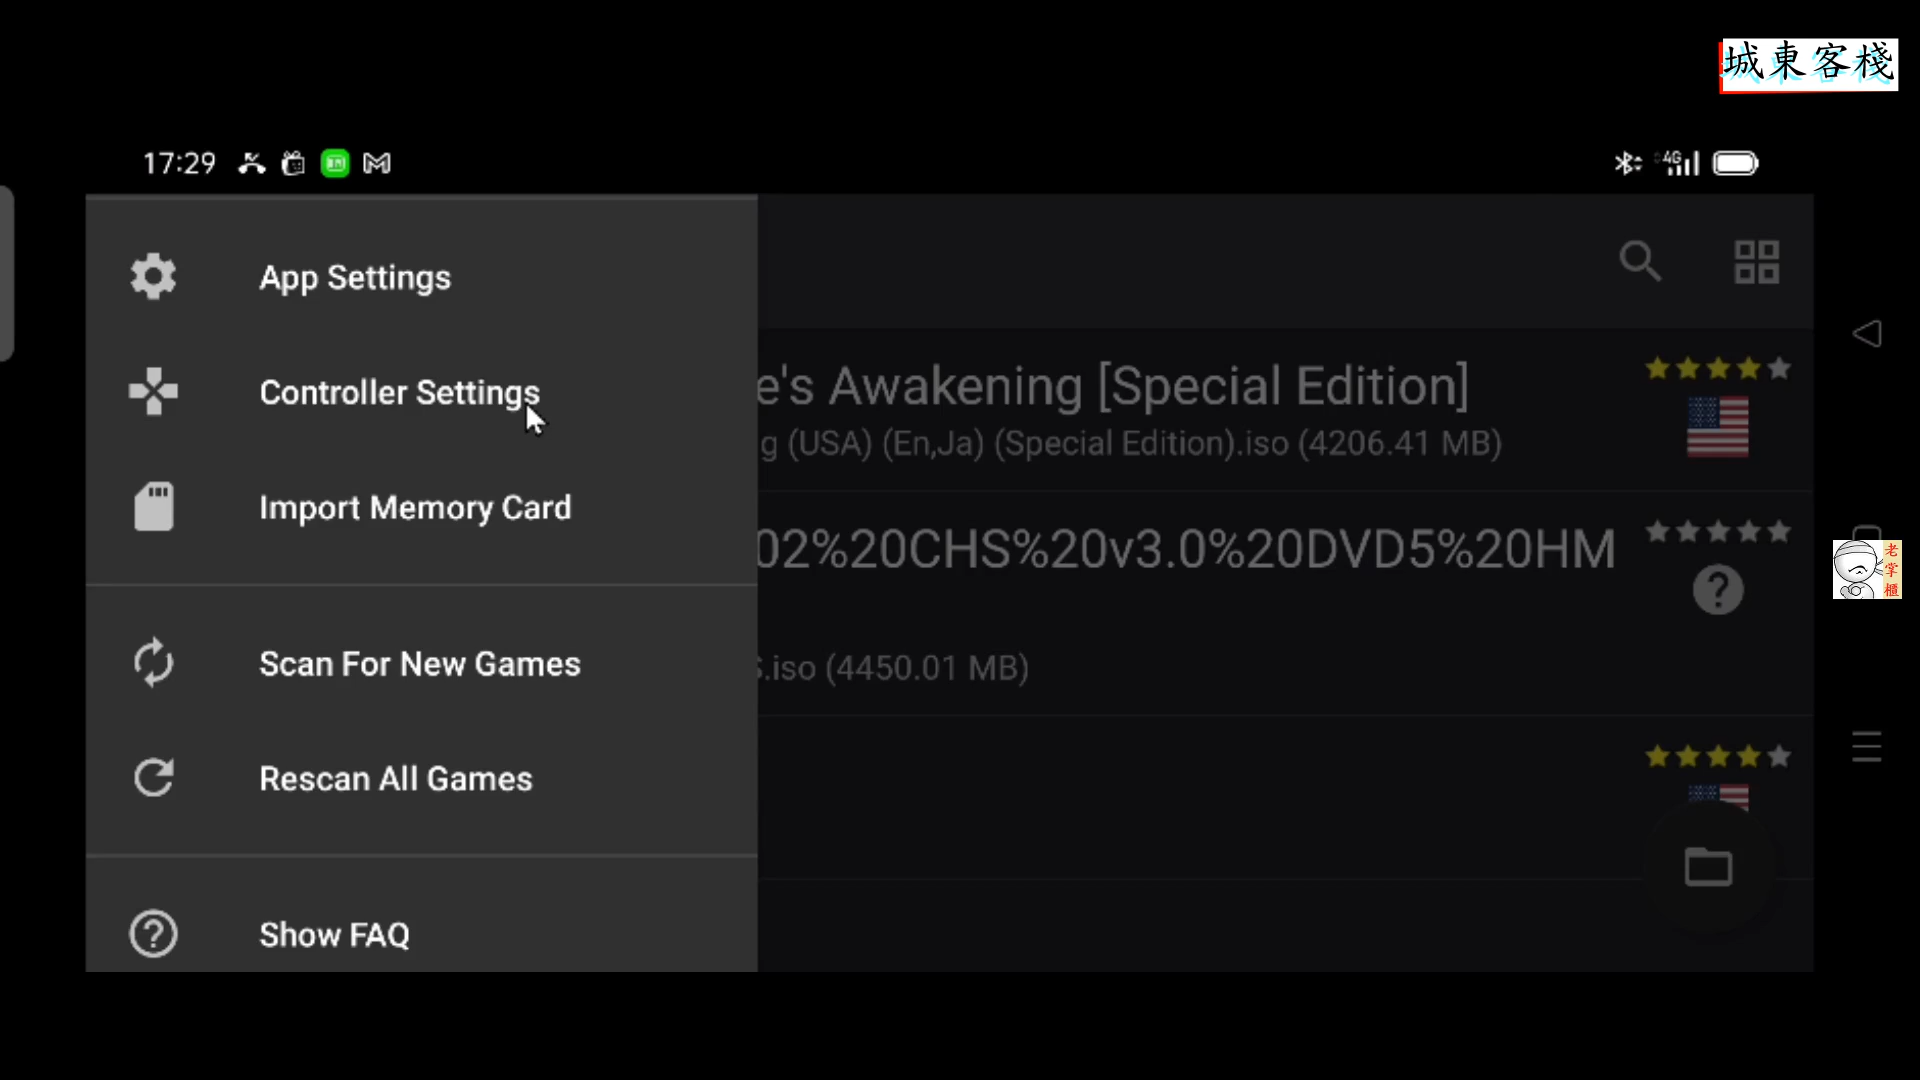 城東客棧
17:29
4G
App Settings
Controller Settings
Import Memory Card
Scan For New Games
Rescan All Games
Show FAQ
e's Awakening [Special Edition]
g (USA) (En,Ja) (Special Edition).iso (4206.41 MB)
02%20CHS%20v3.0%20DVD5%20HM
.iso (4450.01 MB)
老掌櫃